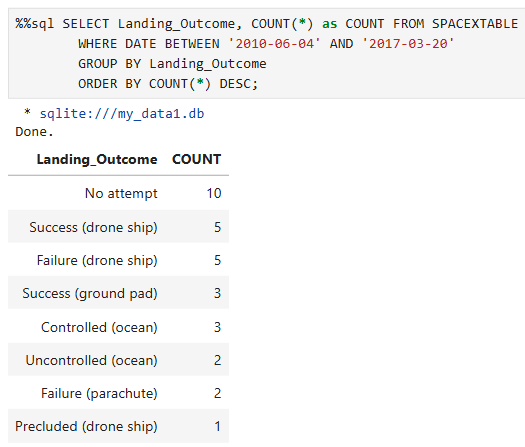 %%sql SELECT Landing_Outcome, COUNT(*) as COUNT FROM SPACEXTABLE
WHERE DATE BETWEEN '2010-06-04' AND '2017-03-20'
GROUP BY Landing_Outcome
ORDER BY COUNT(*) DESC;
* sqlite:///my_data1.db
Done.
Landing_Outcome COUNT
No attempt 10
Success (drone ship) 5
Failure (drone ship) 5
Success (ground pad) 3
Controlled (ocean) 3
Uncontrolled (ocean) 2
Failure (parachute) 2
Precluded (drone ship) 1